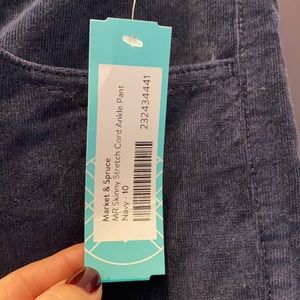 Market & Spruce
MR Skinny Stretch Cord Ankle Pant
Navy - 10
232434441